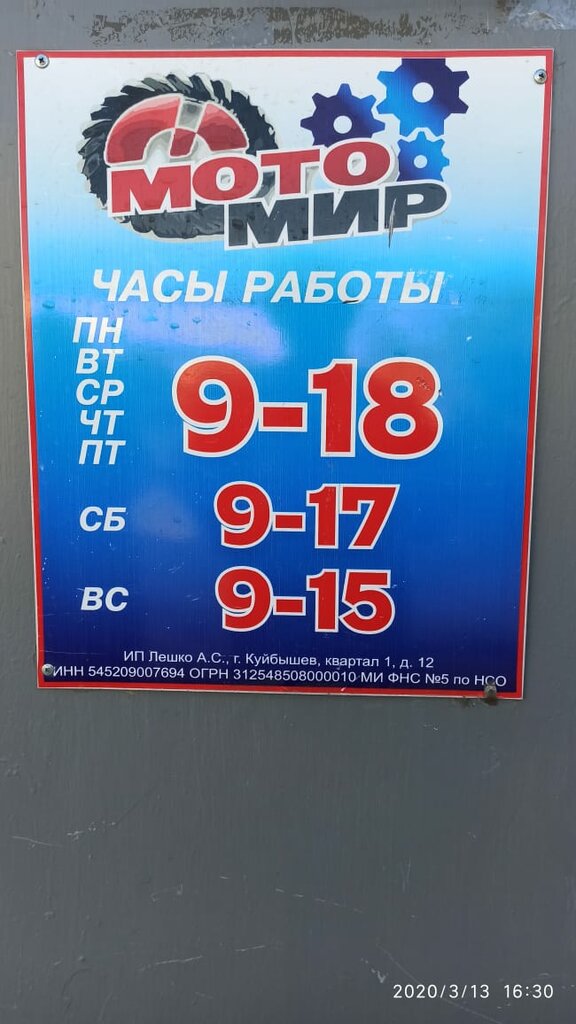 МОТО
МИР
ЧАСЫ РАБОТЫ
ПН
ВТ
СР
ЧТ
ПТ
9-18
СБ
9-17
ВС
9-15
ИП Лешко А.С., г. Куйбышев, квартал 1, д. 12
ИНН 545209007694 ОГРН 312548508000010 МИ ФНС №5 по НСО
2020/3/13 16:30